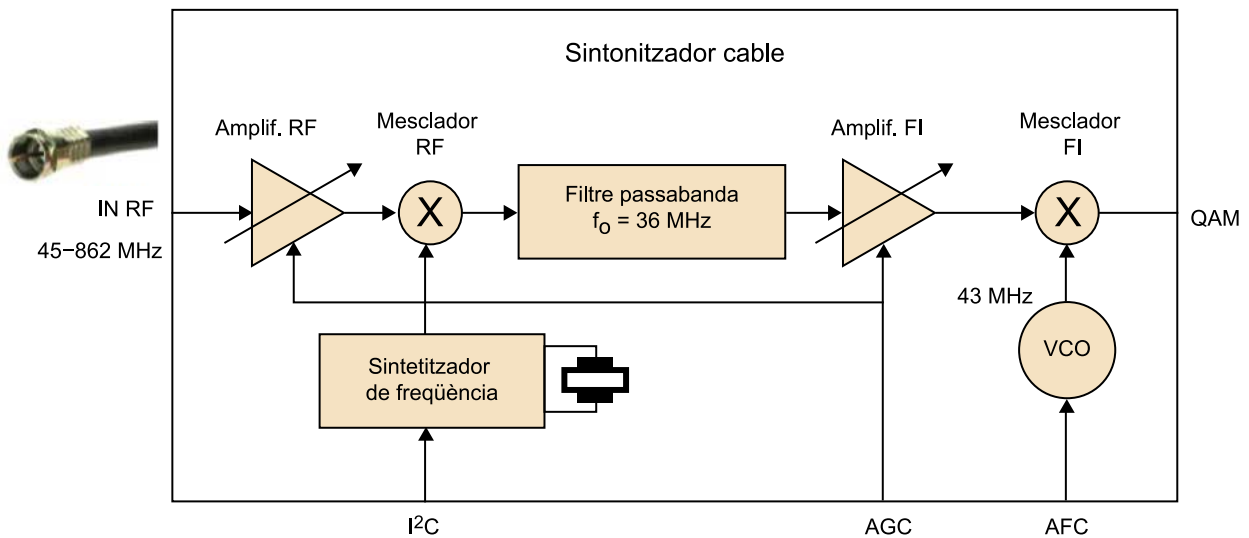 Sintonitzador cable
Amplif. RF
Mesclador
RF
Amplif. FI
Mesclador
FI
X
Filtre passabanda
fo = 36 MHz
X
IN RF
45–862 MHz
QAM
43 MHz
VCO
Sintetitzador
de freqüència
I²C
AGC
AFC